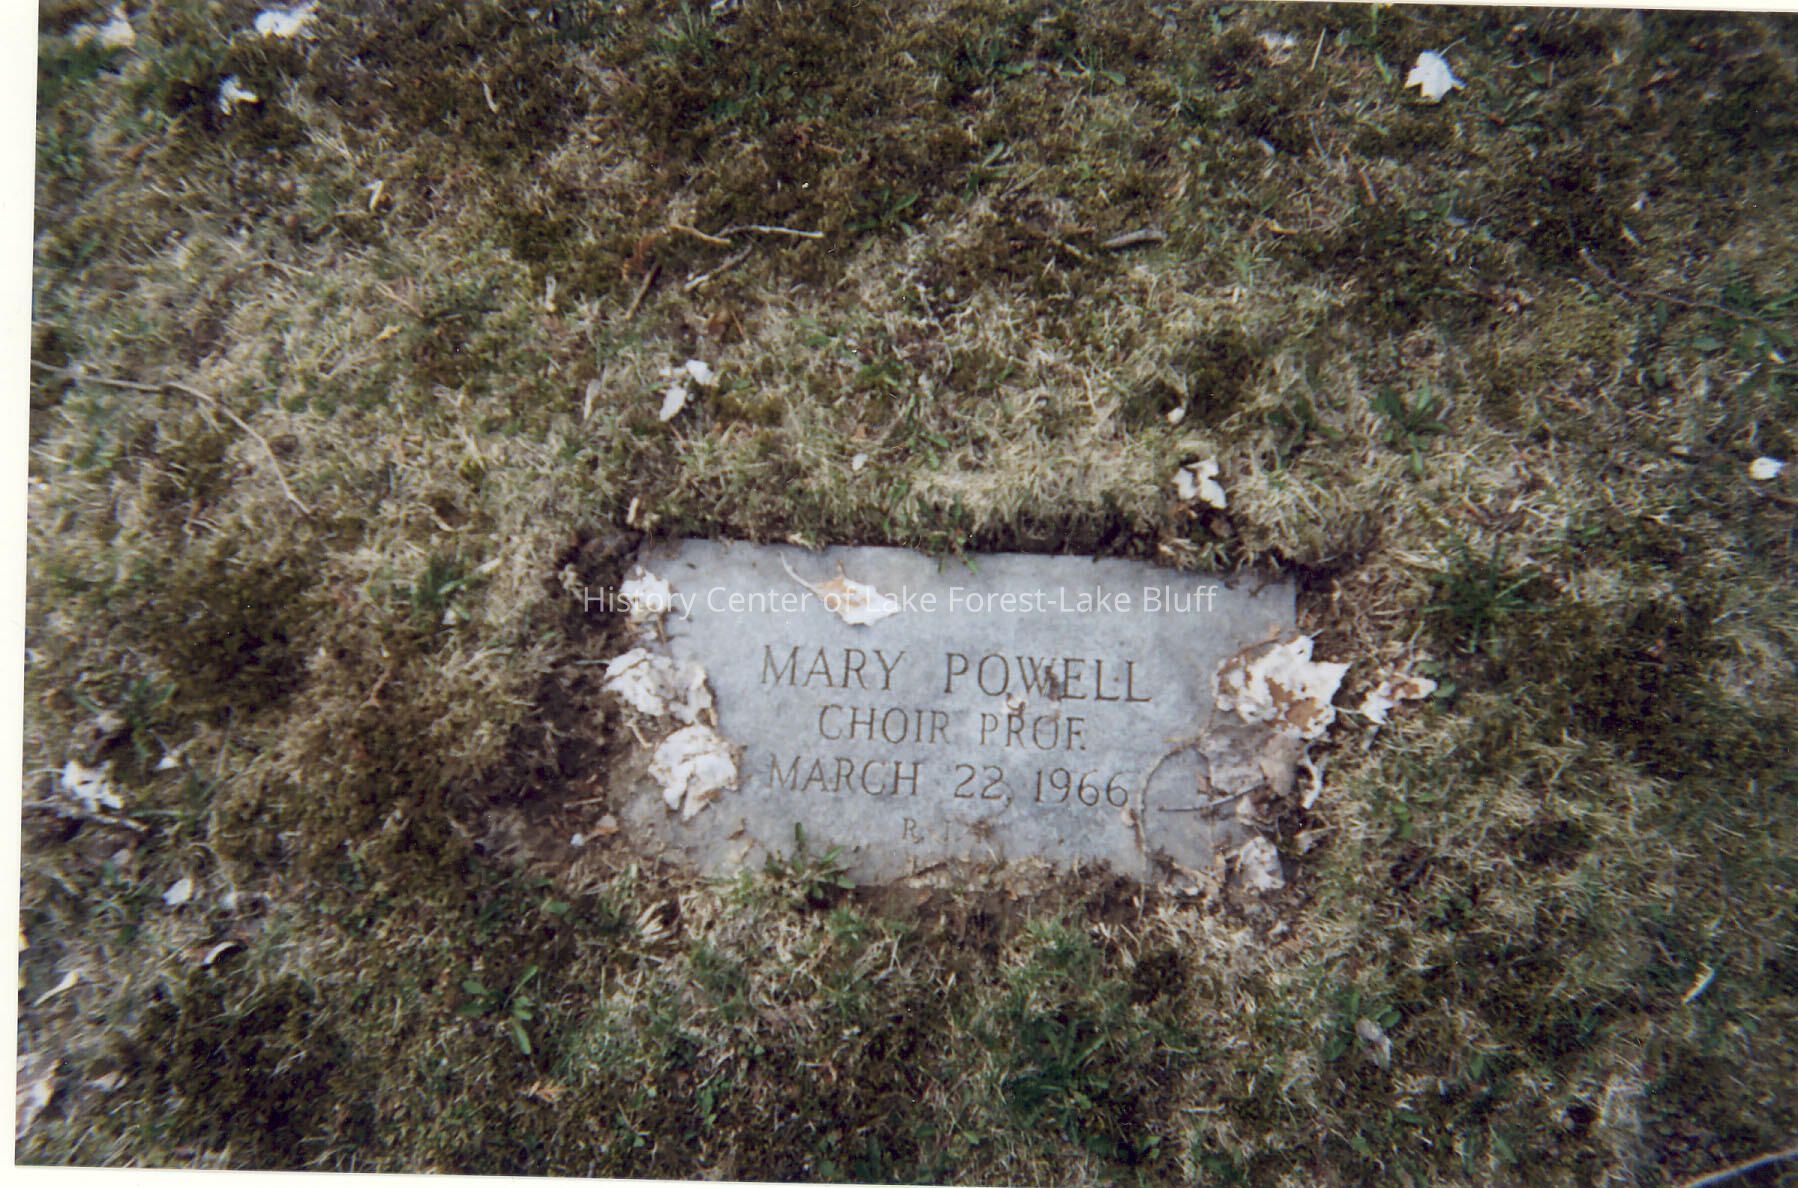 History Center of Lake Forest-Lake Bluff
MARY POWELL
CHOIR PROF.
MARCH 22, 1966
R.